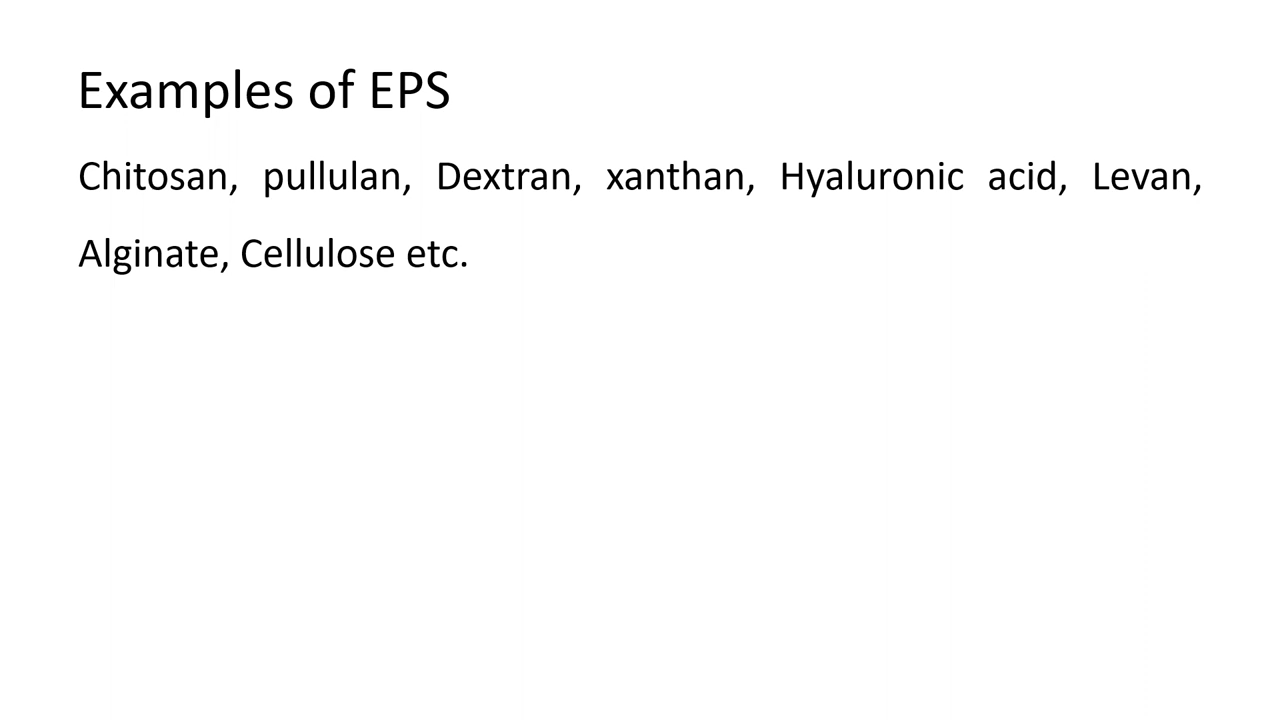 Examples of EPS
Chitosan, pullulan, Dextran, xanthan, Hyaluronic acid, Levan,
Alginate, Cellulose etc.